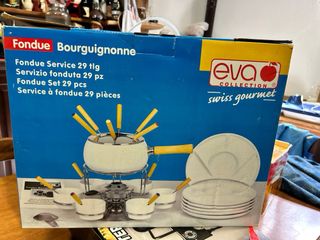 Fondue Bourguignonne
Fondue Service 29 tlg
Servizio fonduta 29 pz
Fondue Set 29 pcs
Service à fondue 29 pièces
eva
COLLECTION
swiss gourmet